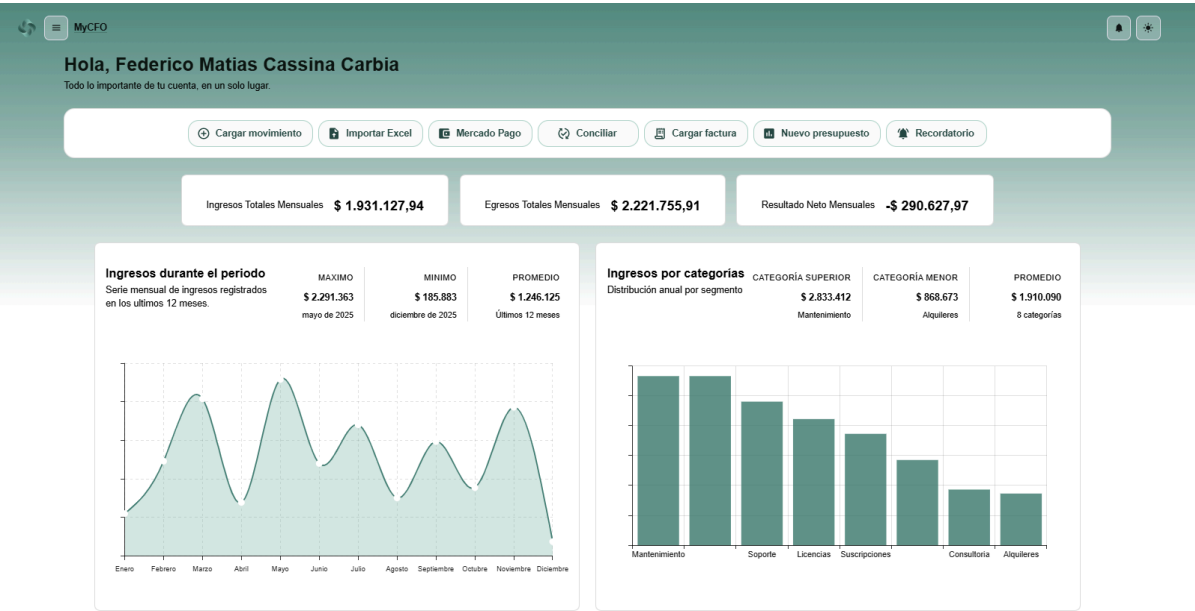 MyCFO
Hola, Federico Matias Cassina Carbia
Todo lo importante de tu cuenta, en un solo lugar.
Cargar movimiento
Importar Excel
Mercado Pago
Conciliar
Cargar factura
Nuevo presupuesto
Recordatorio
Ingresos Totales Mensuales $ 1.931.127,94
Egresos Totales Mensuales $ 2.221.755,91
Resultado Neto Mensuales -$ 290.627,97
Ingresos durante el periodo
Serie mensual de ingresos registrados
en los ultimos 12 meses.
MAXIMO
$ 2.291.363
mayo de 2025
MINIMO
$ 185.883
diciembre de 2025
PROMEDIO
$ 1.246.125
Últimos 12 meses
Enero Febrero Marzo Abril Mayo Junio Julio Agosto Septiembre Octubre Noviembre Diciembre
Ingresos por categorias
Distribución anual por segmento
CATEGORÍA SUPERIOR
$ 2.833.412
Mantenimiento
CATEGORÍA MENOR
$ 868.673
Alquileres
PROMEDIO
$ 1.910.090
8 categorías
Mantenimiento Soporte Licencias Suscripciones Consultoria Alquileres